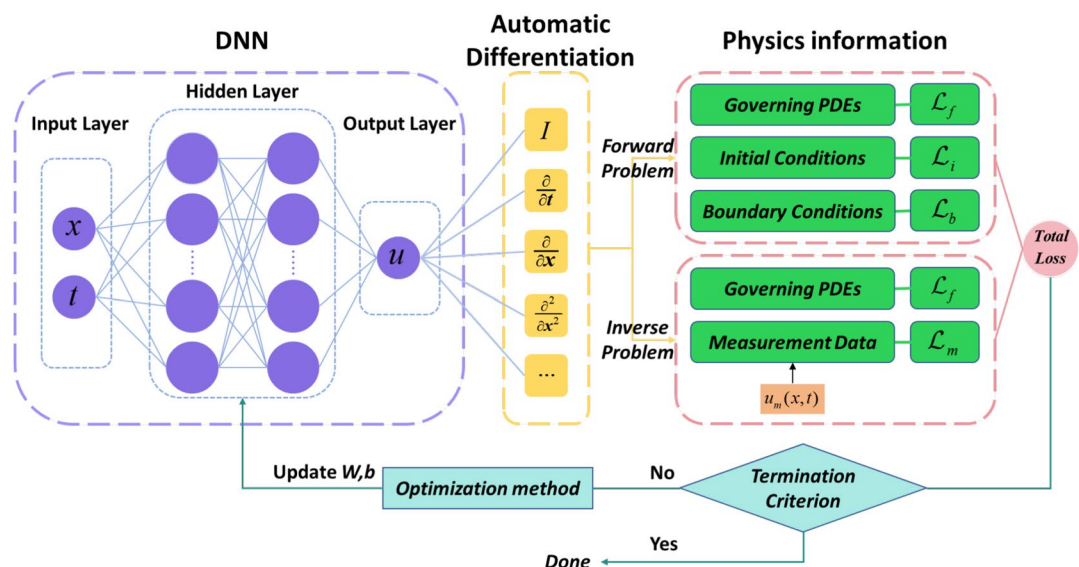 DNN
Automatic
Differentiation
Physics information
Input Layer
Hidden Layer
Output Layer
x
t
u
I
∂/∂t
∂/∂x
∂²/∂x²
...
Forward
Problem
Inverse
Problem
Governing PDEs
ℒ_f
Initial Conditions
ℒ_i
Boundary Conditions
ℒ_b
Governing PDEs
ℒ_f
Measurement Data
ℒ_m
u_m(x,t)
Total
Loss
Update W,b
Optimization method
No
Termination
Criterion
Yes
Done